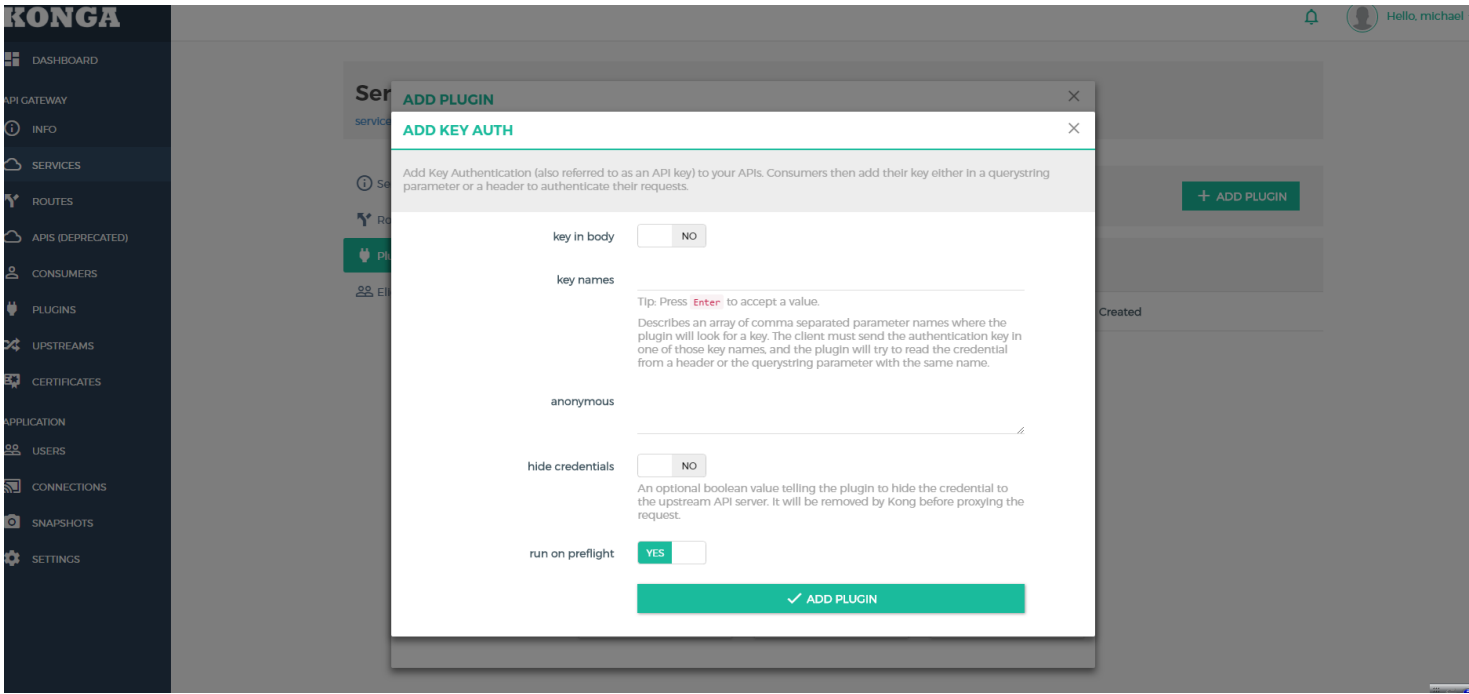 KONGA
Hello, michael
DASHBOARD
API GATEWAY
INFO
SERVICES
ROUTES
APIS (DEPRECATED)
CONSUMERS
PLUGINS
UPSTREAMS
CERTIFICATES
APPLICATION
USERS
CONNECTIONS
SNAPSHOTS
SETTINGS
Ser
service
Se
Ro
Plu
Eli
+ ADD PLUGIN
Created
ADD PLUGIN
ADD KEY AUTH
Add Key Authentication (also referred to as an API key) to your APIs. Consumers then add their key either in a querystring
parameter or a header to authenticate their requests.
key in body
NO
key names
Tip: Press Enter to accept a value.
Describes an array of comma separated parameter names where the
plugin will look for a key. The client must send the authentication key in
one of those key names, and the plugin will try to read the credential
from a header or the querystring parameter with the same name.
anonymous
hide credentials
NO
An optional boolean value telling the plugin to hide the credential to
the upstream API server. It will be removed by Kong before proxying the
request.
run on preflight
YES
ADD PLUGIN